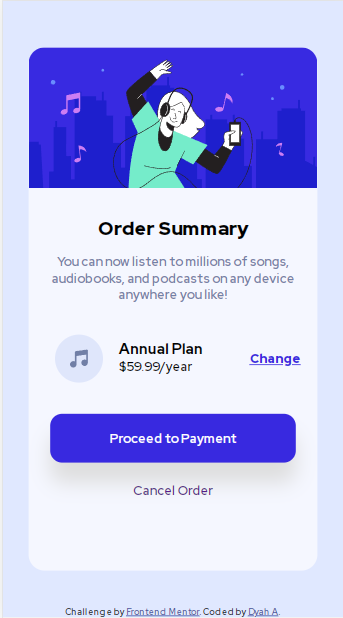 Order Summary
You can now listen to millions of songs,
audiobooks, and podcasts on any device
anywhere you like!
Annual Plan
$59.99/year
Change
Proceed to Payment
Cancel Order
Challenge by Frontend Mentor. Coded by Dyah A.